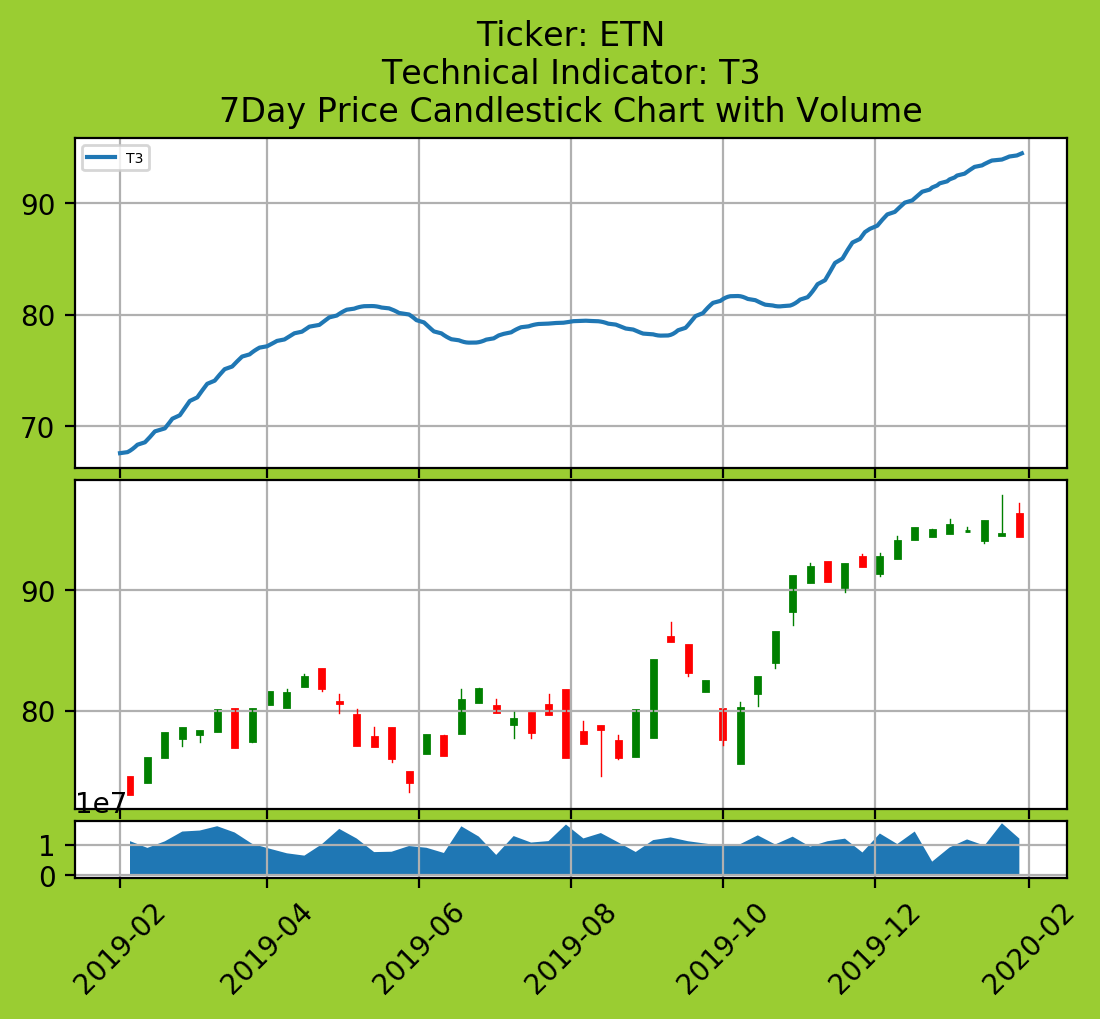 Ticker: ETN
Technical Indicator: T3
7Day Price Candlestick Chart with Volume
T3
90
80
70
90
80
1e7
1
0
2019-02
2019-04
2019-06
2019-08
2019-10
2019-12
2020-02